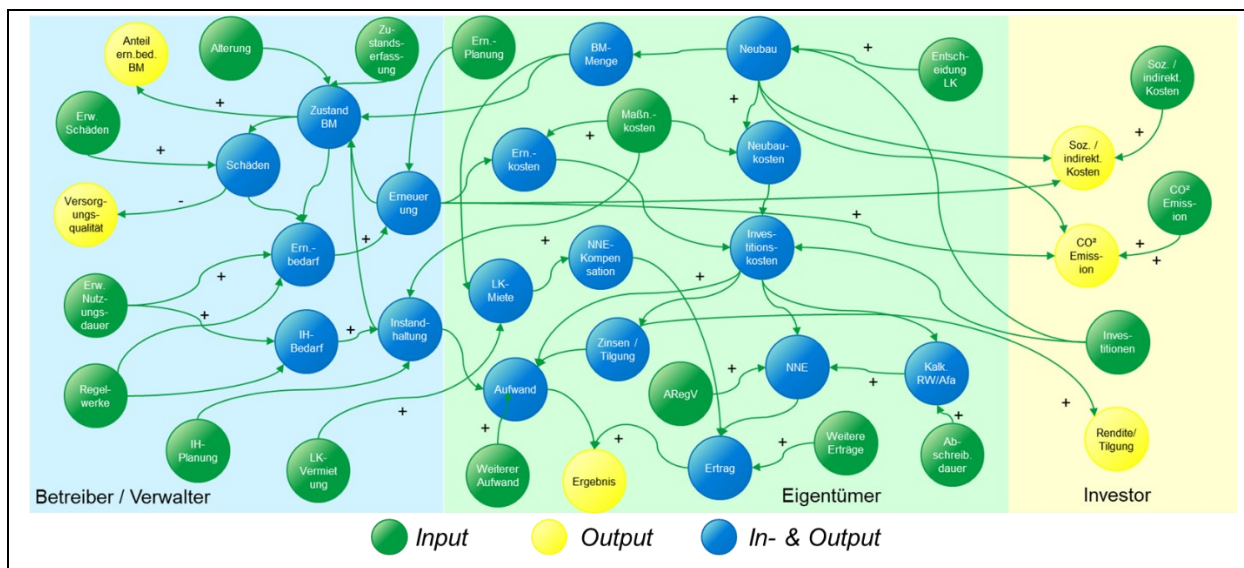 Anteil
ern.bed.
BM
Alterung
Zu-
stands-
erfass-
ung
Ern.-
Planung
BM-
Menge
Neubau
+
Entsch-
eidung
LK
Soz. /
indirekt.
Kosten
Erw.
Schäden
+
Zustand
BM
Maßn.-
kosten
+
+
+
Schäden
+
Ern.-
kosten
Neubau-
kosten
Soz. /
indirekt.
Kosten
+
Versorg-
ungs-
qualität
-
Erneuer
ung
CO²
Emiss-
ion
Ern.-
bedarf
+
+
NNE-
Kompen
sation
Inves-
titions-
kosten
+
CO²
Emiss-
ion
+
+
Erw.
Nutz-
ungs-
dauer
+
+
LK-
Miete
+
IH-
Bedarf
+
Instand-
haltung
Zinsen /
Tilgung
Inves-
titionen
Regel-
werke
Aufwand
ARegV
+
NNE
+
Kalk.
RW/Afa
+
IH-
Planung
LK-
Vermiet
ung
+
+
Weiterer
Aufwand
Ergebnis
+
Ertrag
+
Weitere
Erträge
+
Ab-
schreib.
dauer
Rendite/
Tilgung
Betreiber / Verwalter
Eigentümer
Investor
Input
Output
In- & Output